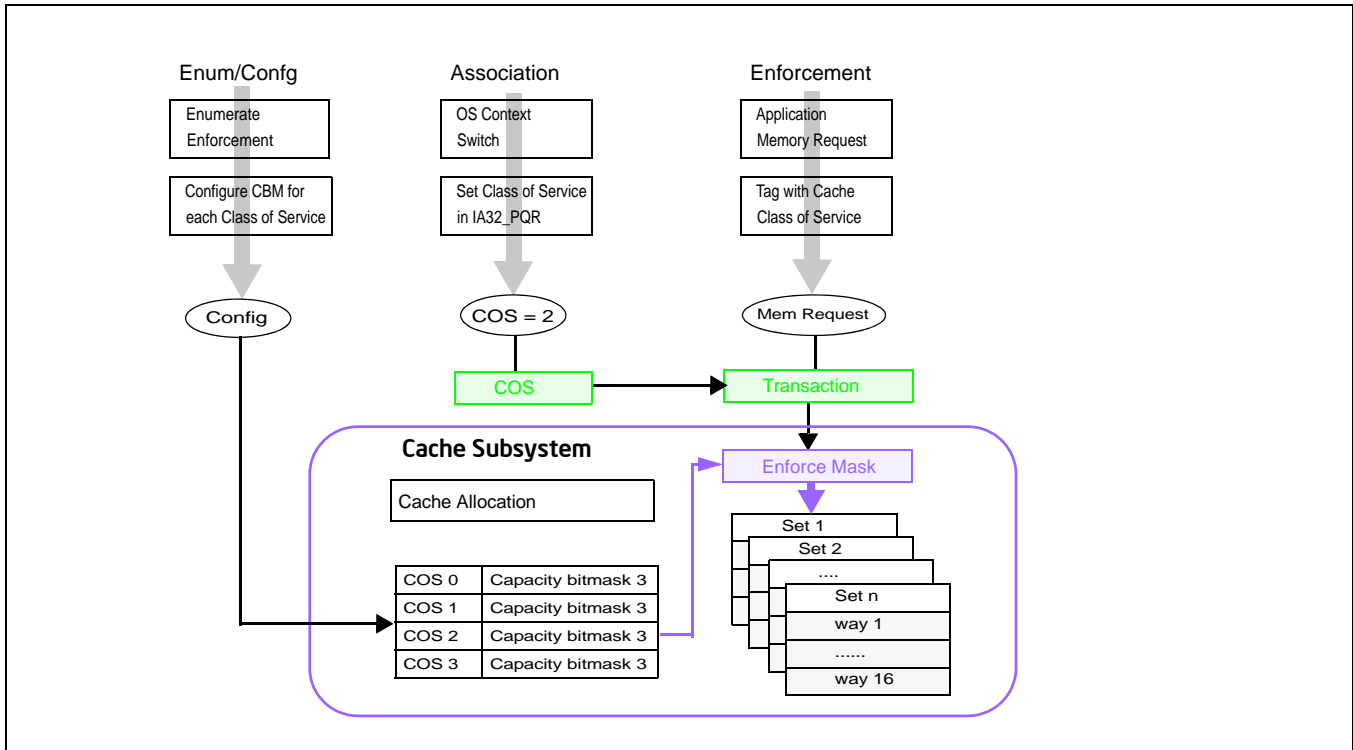 Enum/Confg
Association
Enforcement
Enumerate
Enforcement
OS Context
Switch
Application
Memory Request
Configure CBM for
each Class of Service
Set Class of Service
in IA32_PQR
Tag with Cache
Class of Service
Config
COS = 2
Mem Request
COS
Transaction
Cache Subsystem
Enforce Mask
Cache Allocation
Set 1
Set 2
....
Set n
way 1
......
way 16
COS 0 Capacity bitmask 3
COS 1 Capacity bitmask 3
COS 2 Capacity bitmask 3
COS 3 Capacity bitmask 3